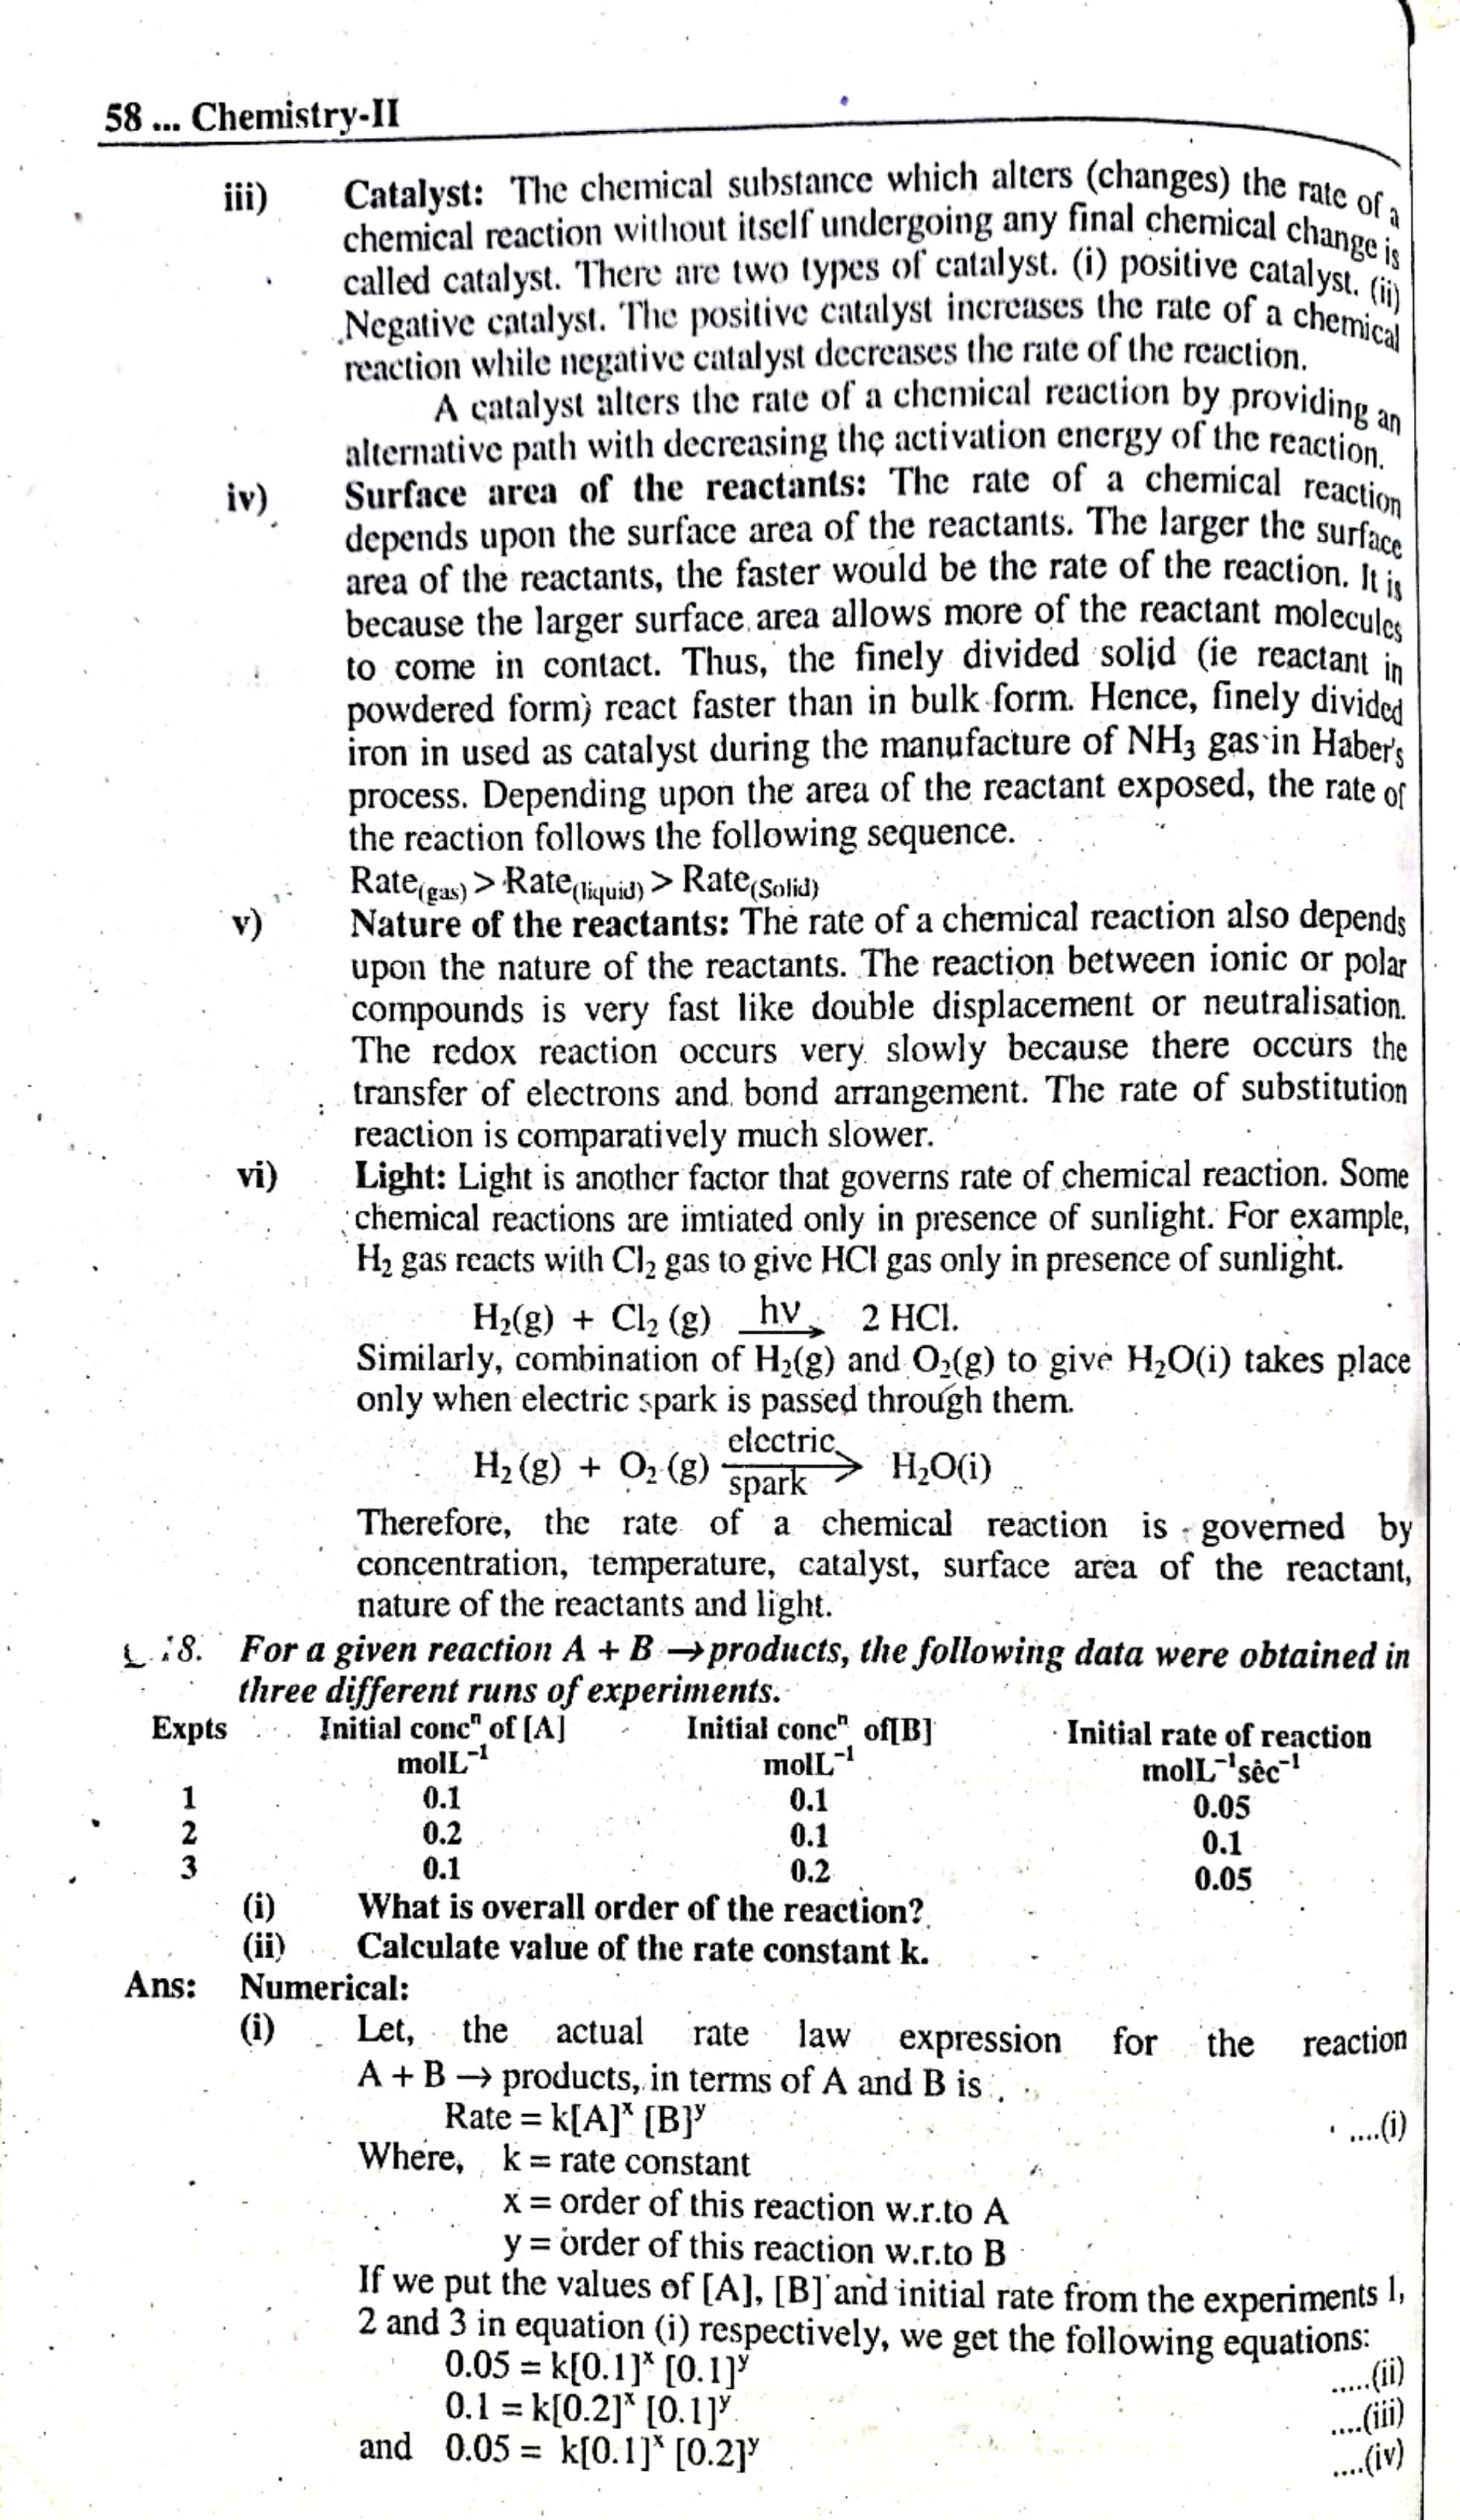 58 ... Chemistry-II
iii) Catalyst: The chemical substance which alters (changes) the rate of a
chemical reaction without itself undergoing any final chemical change is
called catalyst. There are two types of catalyst. (i) positive catalyst. (ii)
Negative catalyst. The positive catalyst increases the rate of a chemical
reaction while negative catalyst decreases the rate of the reaction.
A catalyst alters the rate of a chemical reaction by providing an
alternative path with decreasing the activation energy of the reaction.
iv) Surface area of the reactants: The rate of a chemical reaction
depends upon the surface area of the reactants. The larger the surface
area of the reactants, the faster would be the rate of the reaction. It is
because the larger surface area allows more of the reactant molecules
to come in contact. Thus, the finely divided solid (ie reactant in
powdered form) react faster than in bulk form. Hence, finely divided
iron in used as catalyst during the manufacture of NH₃ gas in Haber's
process. Depending upon the area of the reactant exposed, the rate of
the reaction follows the following sequence.
Rate(gas) > Rate(liquid) > Rate(Solid)
v) Nature of the reactants: The rate of a chemical reaction also depends
upon the nature of the reactants. The reaction between ionic or polar
compounds is very fast like double displacement or neutralisation.
The redox reaction occurs very slowly because there occurs the
transfer of electrons and bond arrangement. The rate of substitution
reaction is comparatively much slower.
vi) Light: Light is another factor that governs rate of chemical reaction. Some
chemical reactions are imtiated only in presence of sunlight. For example,
H₂ gas reacts with Cl₂ gas to give HCl gas only in presence of sunlight.
H₂(g) + Cl₂ (g) hν → 2 HCl.
Similarly, combination of H₂(g) and O₂(g) to give H₂O(i) takes place
only when electric spark is passed through them.
electric
H₂ (g) + O₂ (g) → H₂O(i)
spark
Therefore, the rate of a chemical reaction is governed by
concentration, temperature, catalyst, surface area of the reactant,
nature of the reactants and light.
18. For a given reaction A + B → products, the following data were obtained in
three different runs of experiments.
Expts Initial concⁿ of [A] Initial concⁿ of[B] Initial rate of reaction
molL⁻¹ molL⁻¹ molL⁻¹sec⁻¹
1 0.1 0.1 0.05
2 0.2 0.1 0.1
3 0.1 0.2 0.05
(i) What is overall order of the reaction?
(ii) Calculate value of the rate constant k.
Ans: Numerical:
(i) Let, the actual rate law expression for the reaction
A + B → products, in terms of A and B is
Rate = k[A]ˣ [B]ʸ ....(i)
Where, k = rate constant
x = order of this reaction w.r.to A
y = order of this reaction w.r.to B
If we put the values of [A], [B] and initial rate from the experiments 1,
2 and 3 in equation (i) respectively, we get the following equations:
0.05 = k[0.1]ˣ [0.1]ʸ .....(ii)
0.1 = k[0.2]ˣ [0.1]ʸ ....(iii)
and 0.05 = k[0.1]ˣ [0.2]ʸ ....(iv)